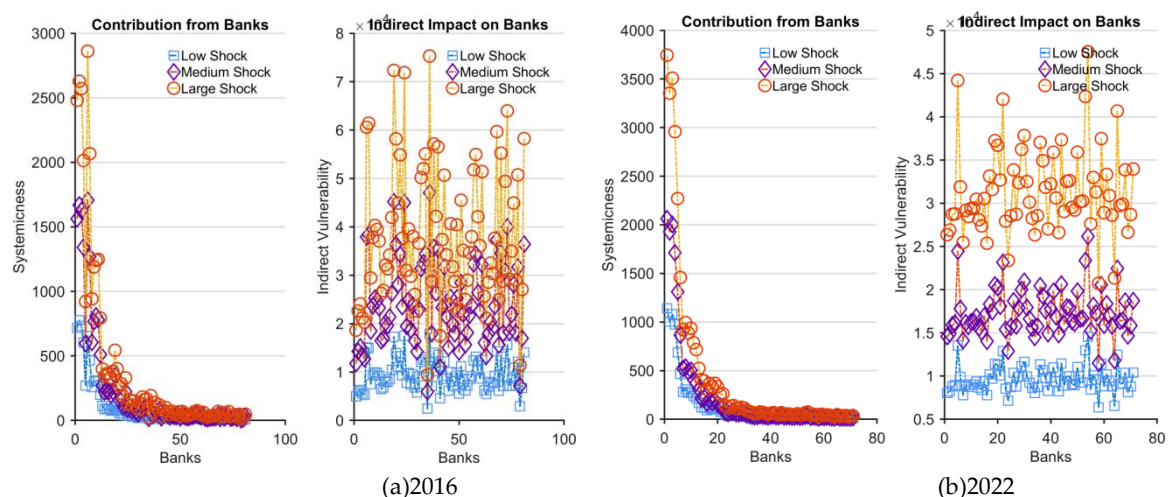 Contribution from Banks
3000
2500
2000
1500
1000
500
0
0
50
100
Systemicness
Banks
Low Shock
Medium Shock
Large Shock
× 10⁴
Indirect Impact on Banks
8
7
6
5
4
3
2
1
0
0
50
100
Indirect Vulnerability
Banks
Low Shock
Medium Shock
Large Shock
(a)2016
Contribution from Banks
4000
3500
3000
2500
2000
1500
1000
500
0
0
20
40
60
80
Systemicness
Banks
Low Shock
Medium Shock
Large Shock
× 10⁴
Indirect Impact on Banks
5
4.5
4
3.5
3
2.5
2
1.5
1
0.5
0
20
40
60
80
Indirect Vulnerability
Banks
Low Shock
Medium Shock
Large Shock
(b)2022